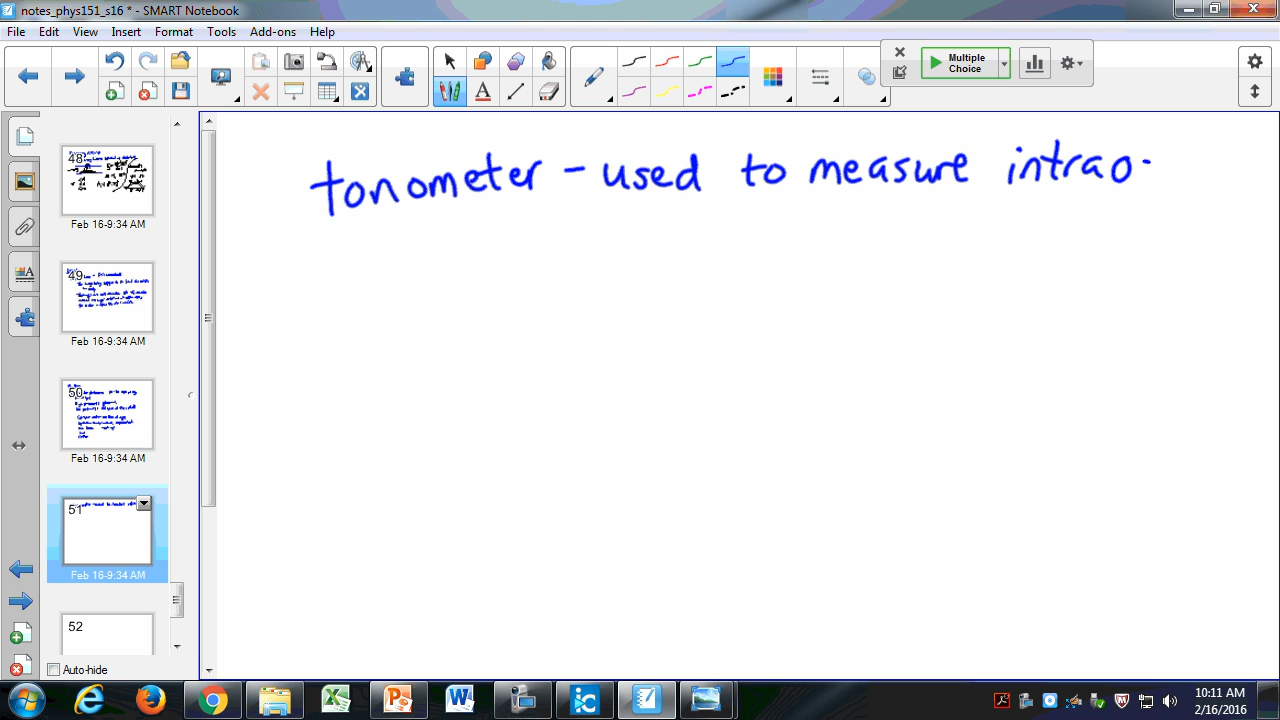 notes_phys151_s16 * - SMART Notebook
File Edit View Insert Format Tools Add-ons Help
Multiple
Choice
tonometer - used to measure intrao-
48
Feb 16-9:34 AM
49
Feb 16-9:34 AM
50
Feb 16-9:34 AM
51
Feb 16-9:34 AM
52
Auto-hide
10:11 AM
2/16/2016